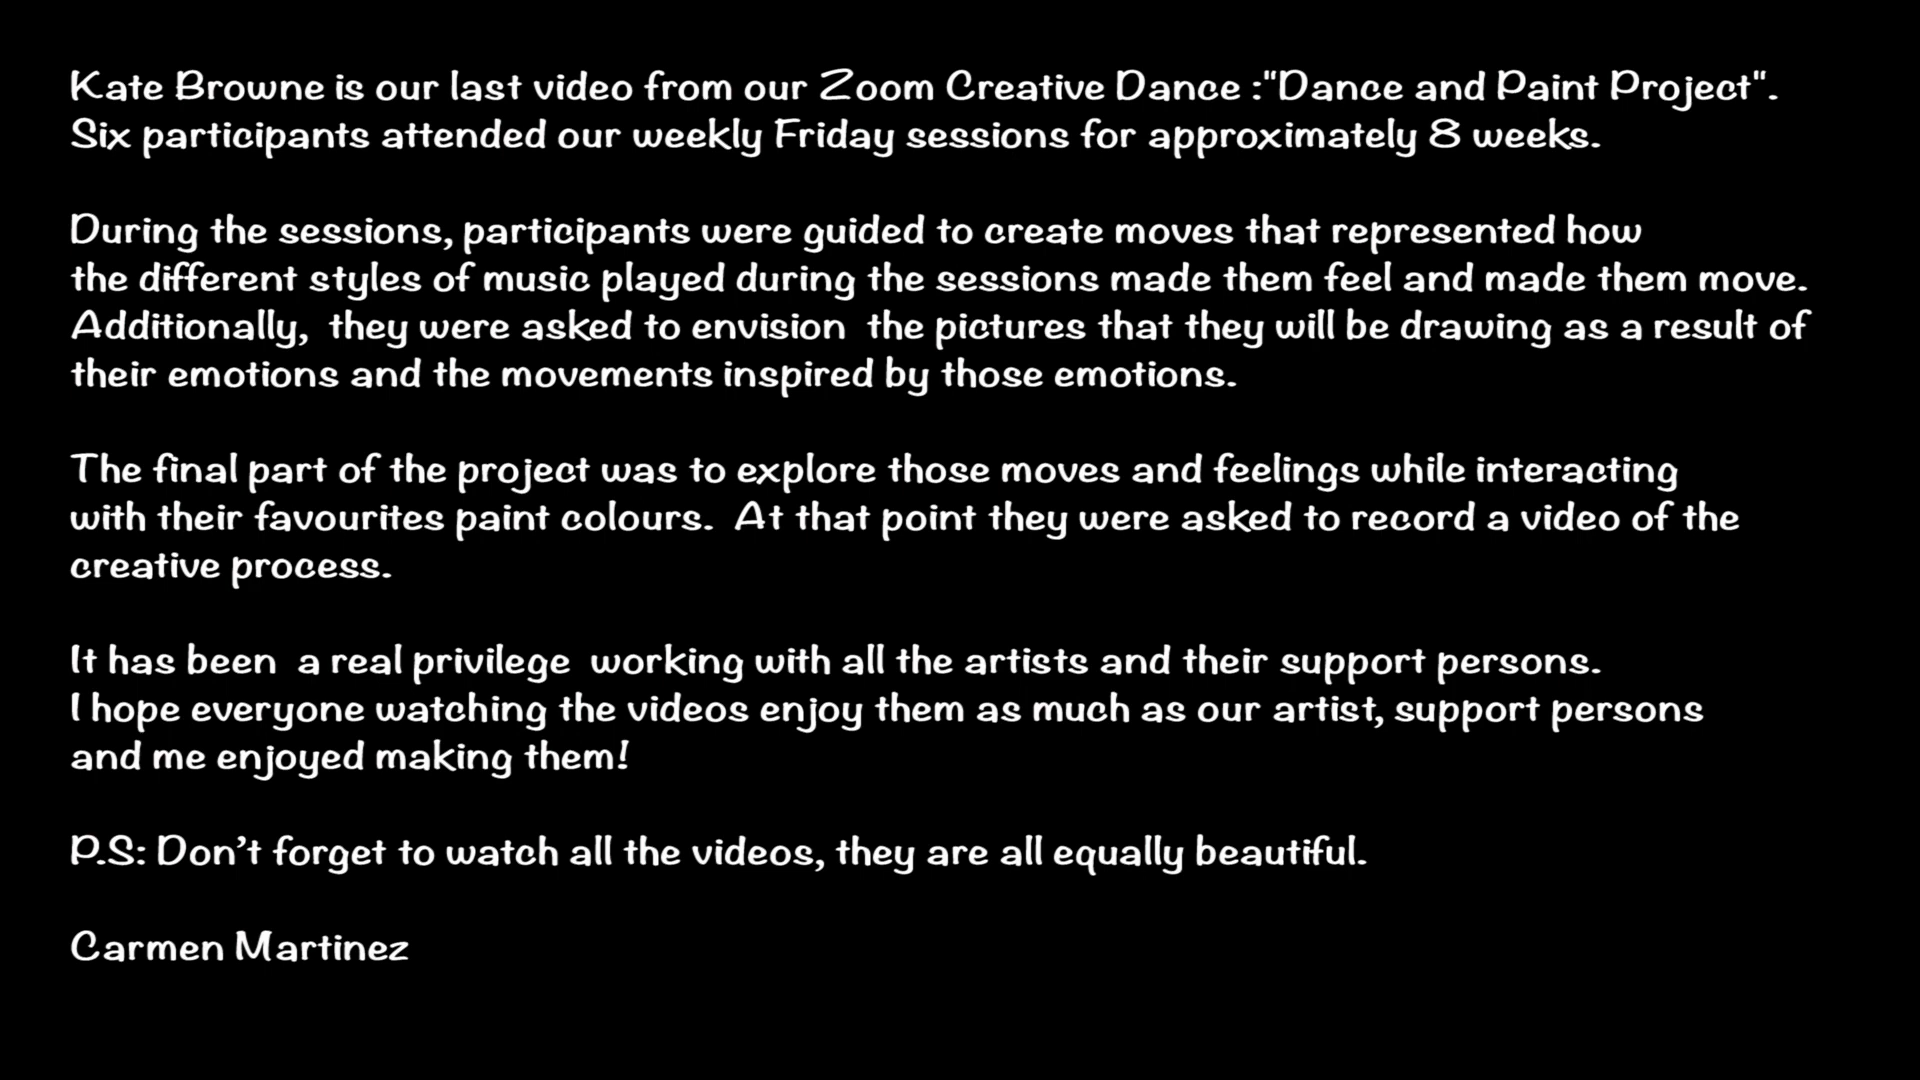 Kate Browne is our last video from our Zoom Creative Dance :"Dance and Paint Project".
Six participants attended our weekly Friday sessions for approximately 8 weeks.
During the sessions, participants were guided to create moves that represented how
the different styles of music played during the sessions made them feel and made them move.
Additionally,  they were asked to envision  the pictures that they will be drawing as a result of
their emotions and the movements inspired by those emotions.
The final part of the project was to explore those moves and feelings while interacting
with their favourites paint colours.  At that point they were asked to record a video of the
creative process.
It has been  a real privilege  working with all the artists and their support persons.
I hope everyone watching the videos enjoy them as much as our artist, support persons
and me enjoyed making them!
P.S: Don’t forget to watch all the videos, they are all equally beautiful.
Carmen Martinez